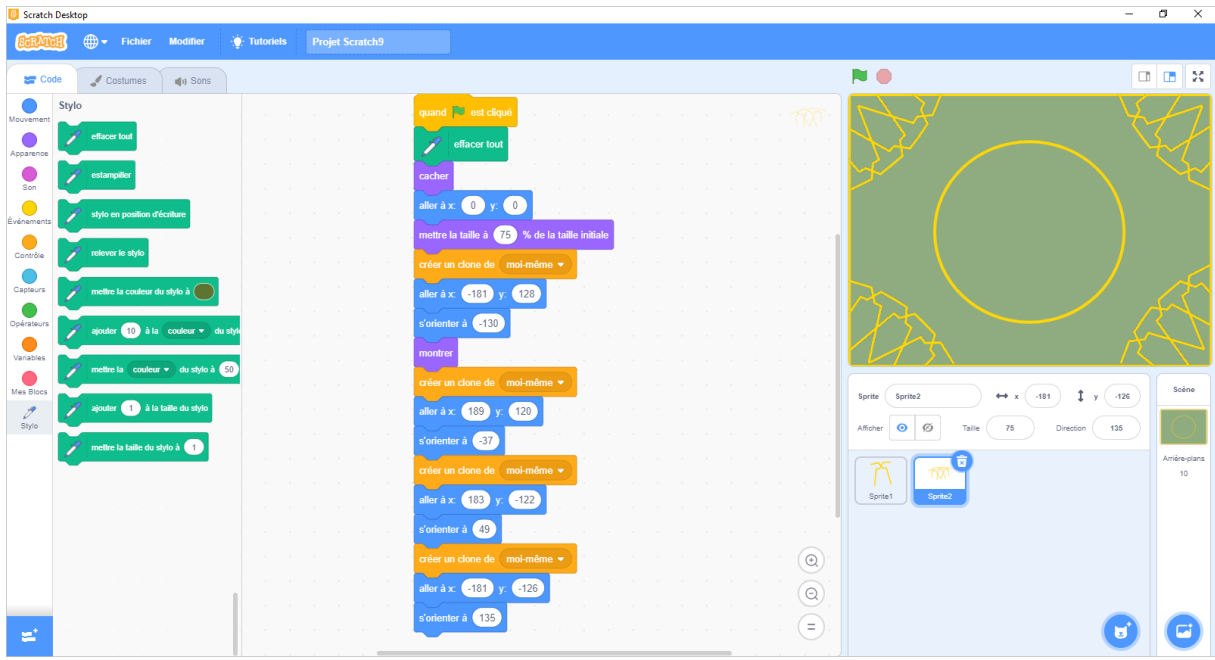 Scratch Desktop
SCRATCH Fichier Modifier Tutoriels Projet Scratch9
Code Costumes Sons
Mouvement
Apparence
Son
Événements
Contrôle
Capteurs
Opérateurs
Variables
Mes Blocs
Stylo
Stylo
effacer tout
estampiller
stylo en position d'écriture
relever le stylo
mettre la couleur du stylo à
ajouter 10 à la couleur du stylo
mettre la couleur du stylo à 50
ajouter 1 à la taille du stylo
mettre la taille du stylo à 1
quand est cliqué
effacer tout
cacher
aller à x: 0 y: 0
mettre la taille à 75 % de la taille initiale
créer un clone de moi-même
aller à x: -181 y: 128
s'orienter à -130
montrer
créer un clone de moi-même
aller à x: 189 y: 120
s'orienter à -37
créer un clone de moi-même
aller à x: 183 y: -122
s'orienter à 49
créer un clone de moi-même
aller à x: -181 y: -126
s'orienter à 135
Sprite Sprite2 x -181 y -126
Afficher Taille 75 Direction 135
Sprite1
Sprite2
Scène
Arrière-plans
10